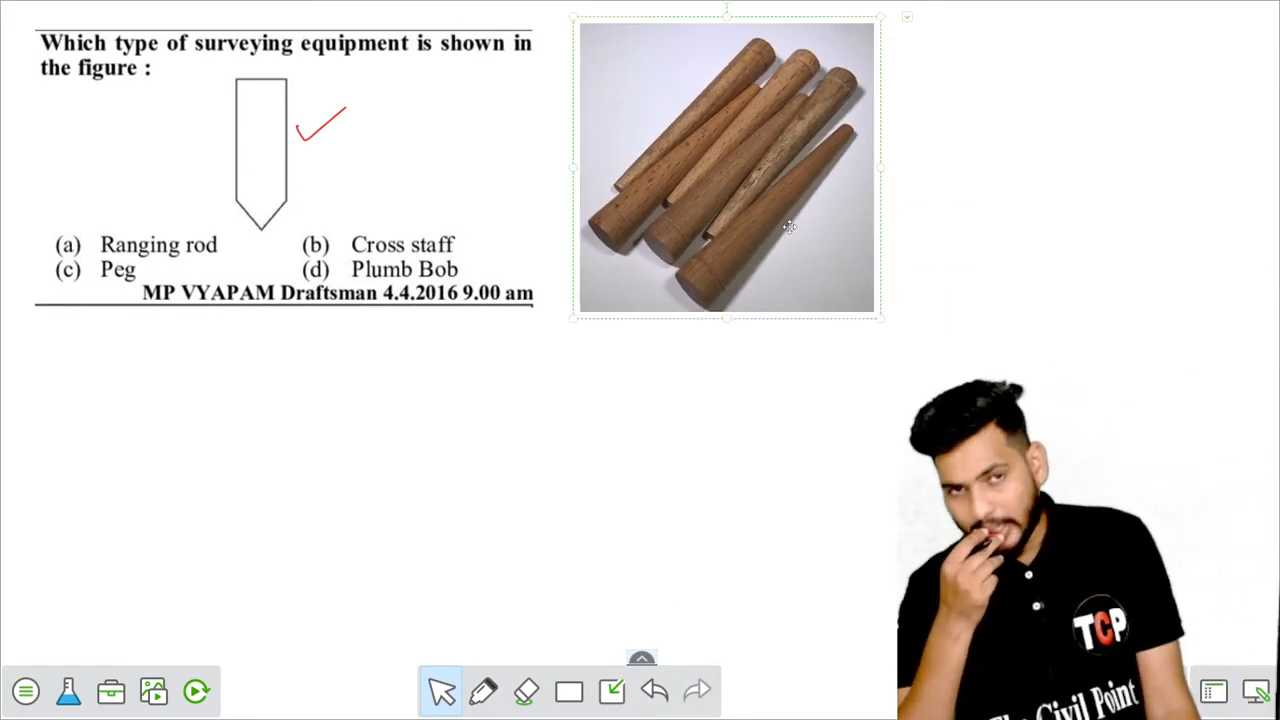 Which type of surveying equipment is shown in
the figure :
(a) Ranging rod (b) Cross staff
(c) Peg (d) Plumb Bob
MP VYAPAM Draftsman 4.4.2016 9.00 am
TCP
The Civil Point